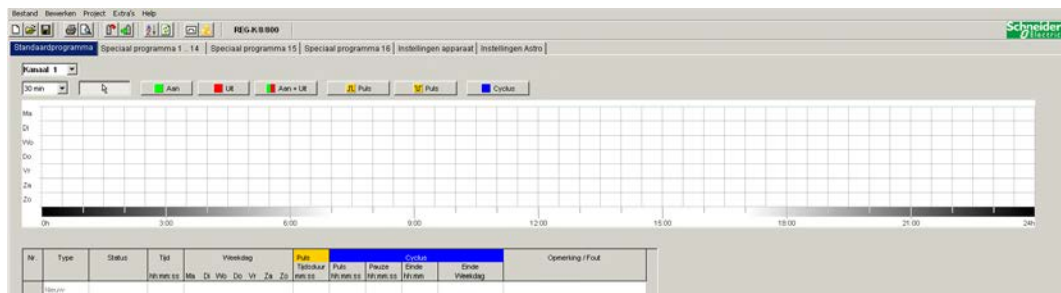 Bestand Bewerken Project Extra's Help
REG-K/8/800
Schneider Electric
Standaardprogramma Speciaal programma 1 .. 14 Speciaal programma 15 Speciaal programma 16 Instellingen apparaat Instellingen Astro
Kanaal 1
30 min Aan Uit Aan + Uit Puls Puls Cyclus
Ma
Di
Wo
Do
Vr
Za
Zo
0h 3:00 6:00 9:00 12:00 15:00 18:00 21:00 24h
Nr. Type Status Tijd Weekdag Puls Cyclus Opmerking / Fout
Tijdsduur Puls Pauze Einde Einde
hh:mm:ss Ma Di Wo Do Vr Za Zo mm:ss hh:mm:ss hh:mm:ss hh:mm Weekdag
Nieuw